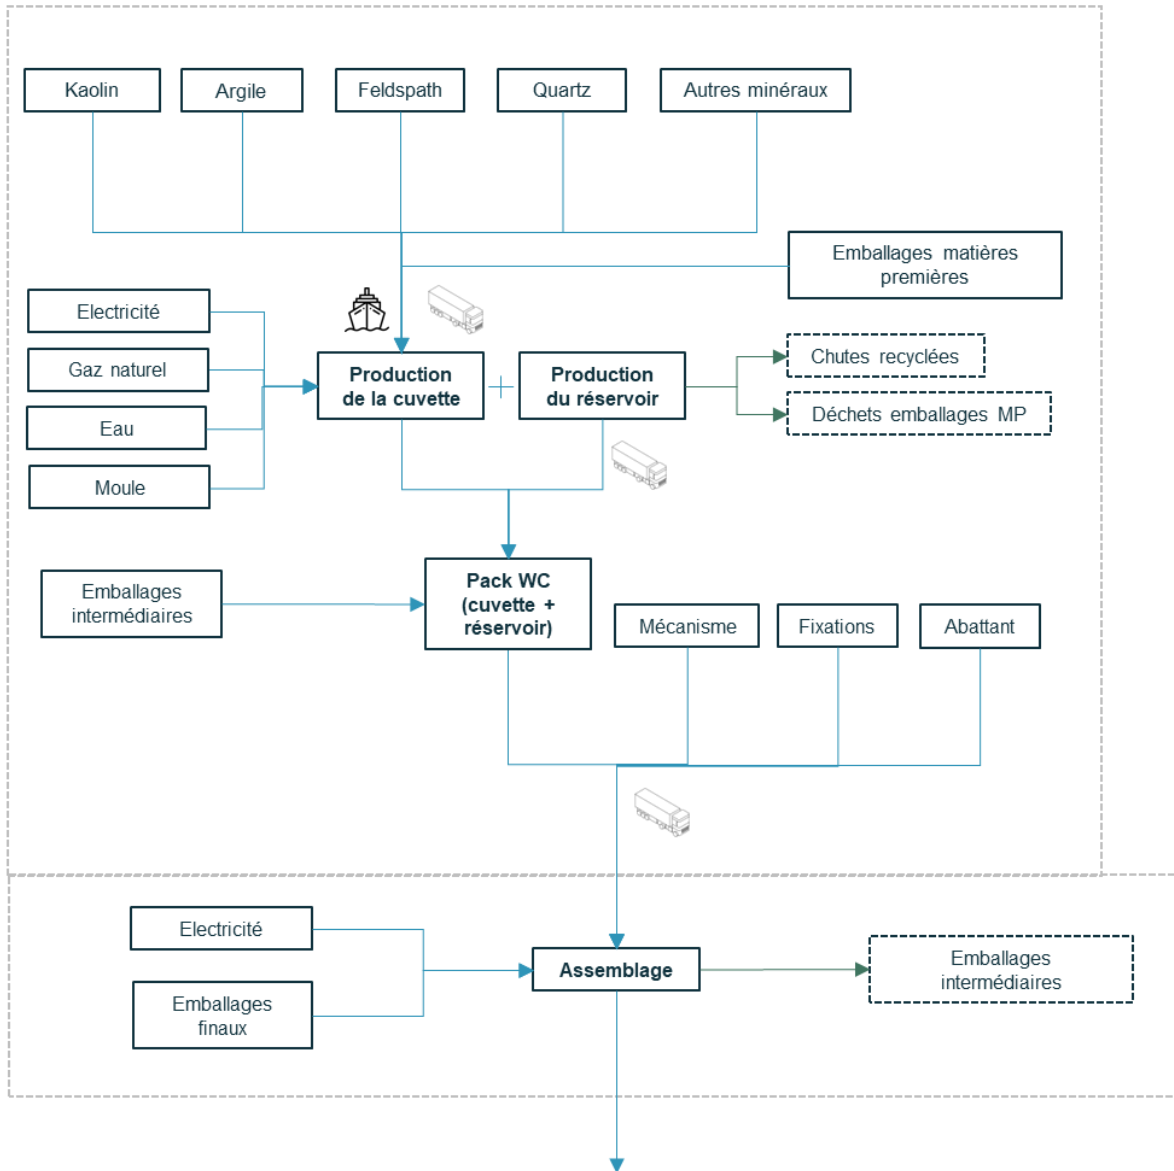 Kaolin
Argile
Feldspath
Quartz
Autres minéraux
Emballages matières
premières
Electricité
Gaz naturel
Eau
Moule
Production
de la cuvette
Production
du réservoir
Chutes recyclées
Déchets emballages MP
Emballages
intermédiaires
Pack WC
(cuvette +
réservoir)
Mécanisme
Fixations
Abattant
Electricité
Emballages
finaux
Assemblage
Emballages
intermédiaires